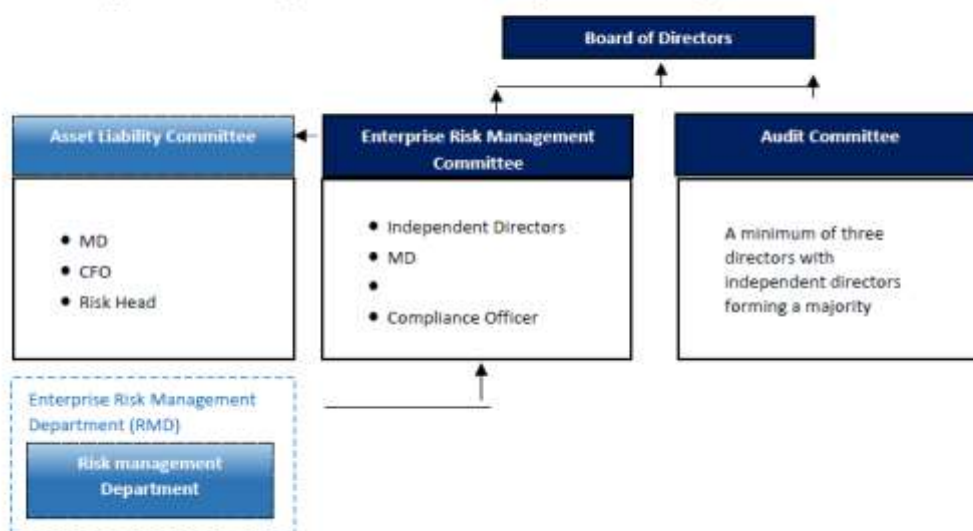 Board of Directors
Asset Liability Committee
Enterprise Risk Management
Committee
Audit Committee
● MD
● CFO
● Risk Head
● Independent Directors
● MD
●
● Compliance Officer
A minimum of three
directors with
independent directors
forming a majority
Enterprise Risk Management
Department (RMD)
Risk management
Department